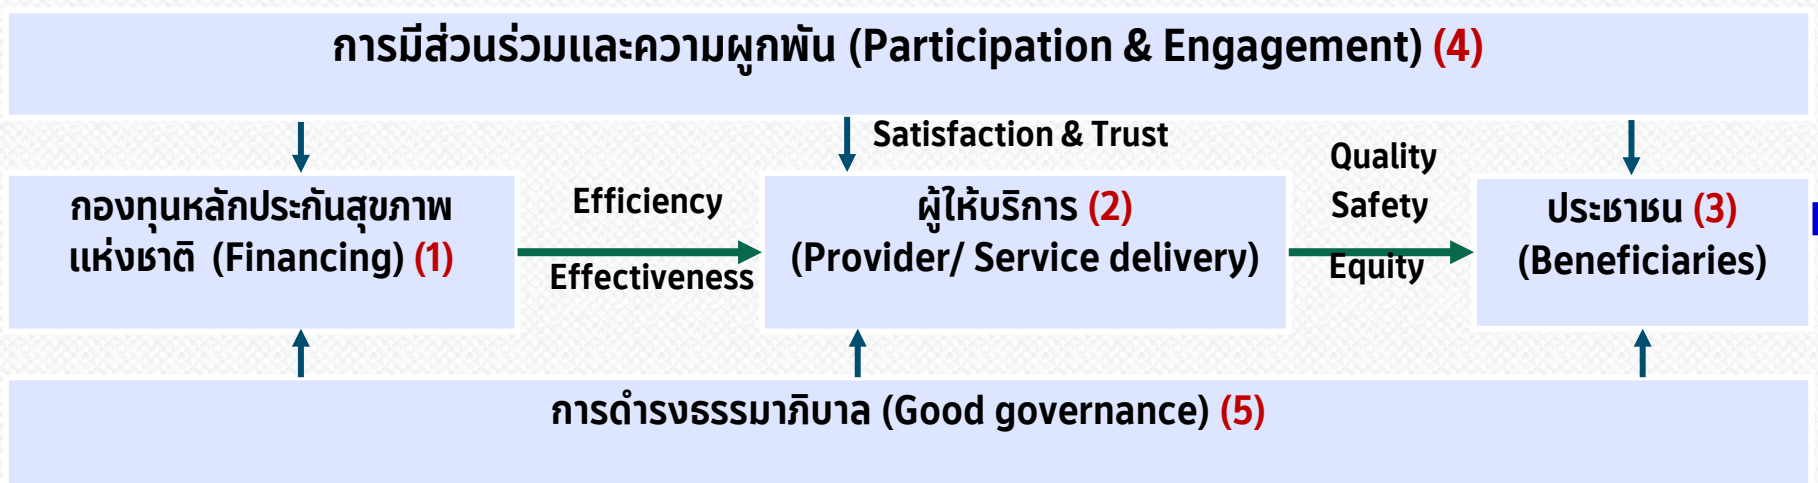 การมีส่วนร่วมและความผูกพัน (Participation & Engagement) (4)
Satisfaction & Trust
กองทุนหลักประกันสุขภาพ
แห่งชาติ (Financing) (1)
Efficiency
Effectiveness
ผู้ให้บริการ (2)
(Provider/ Service delivery)
Quality
Safety
Equity
ประชาชน (3)
(Beneficiaries)
การดำรงธรรมาภิบาล (Good governance) (5)